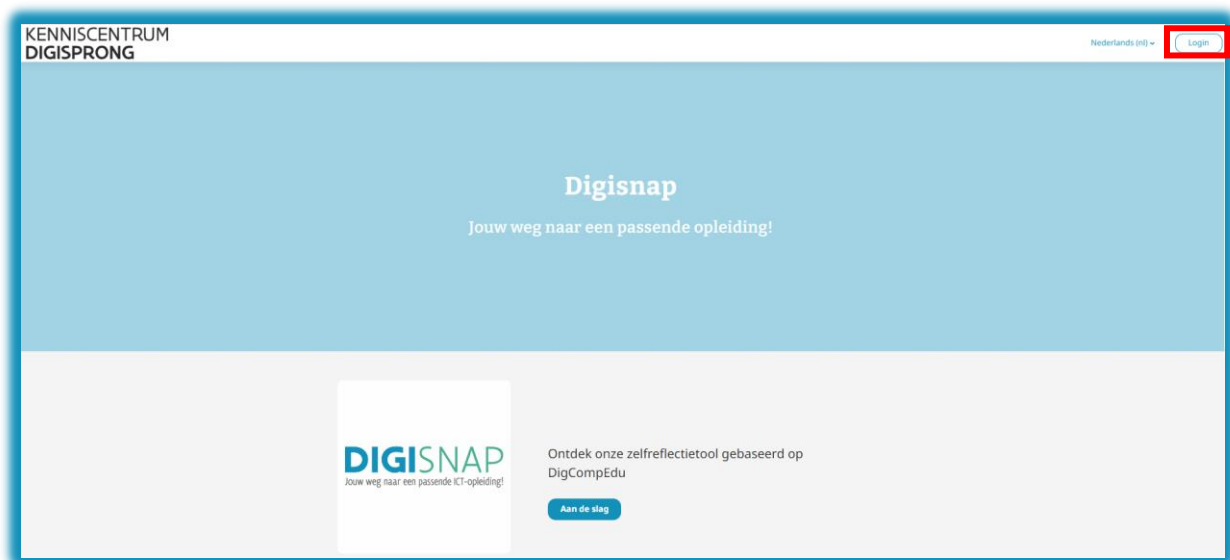 KENNISCENTRUM
DIGISPRONG
Nederlands (nl)
Login
Digisnap
Jouw weg naar een passende opleiding!
DIGISNAP
Jouw weg naar een passende ICT-opleiding!
Ontdek onze zelfreflectietool gebaseerd op
DigCompEdu
Aan de slag